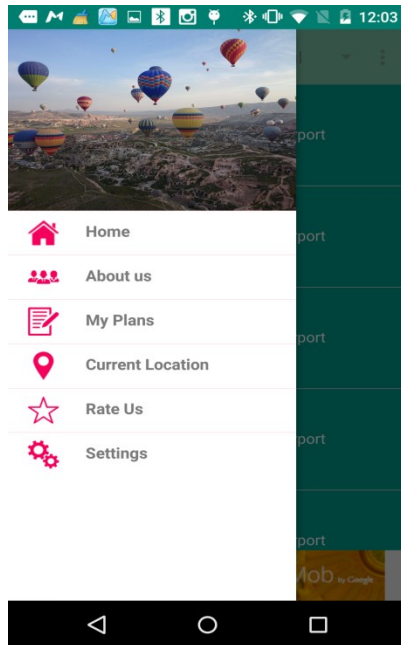 12:03
Home
About us
My Plans
Current Location
Rate Us
Settings
port
port
port
port
port
Mob by Google